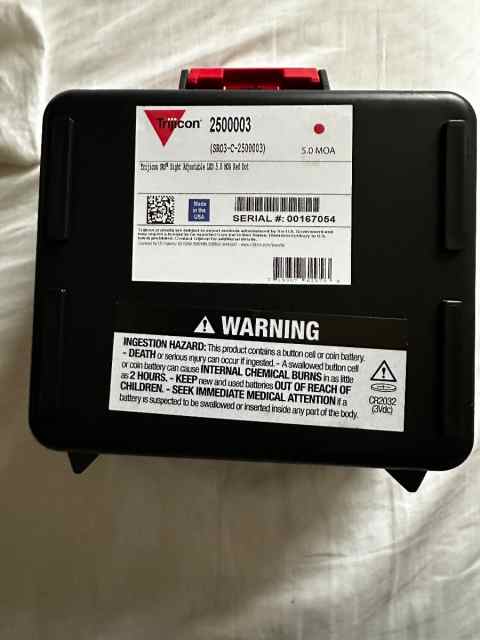 Trijicon® 2500003
(SRO3-C-2500003)
5.0 MOA
Trijicon SRO® Sight Adjustable LED 5.0 MOA Red Dot
Made
in the
USA
SERIAL #: 00167054
WARNING
INGESTION HAZARD: This product contains a button cell or coin battery.
- DEATH or serious injury can occur if ingested. - A swallowed button cell
or coin battery can cause INTERNAL CHEMICAL BURNS in as little
as 2 HOURS. - KEEP new and used batteries OUT OF REACH OF
CHILDREN. - SEEK IMMEDIATE MEDICAL ATTENTION if a
battery is suspected to be swallowed or inserted inside any part of the body.
CR2032
(3Vdc)